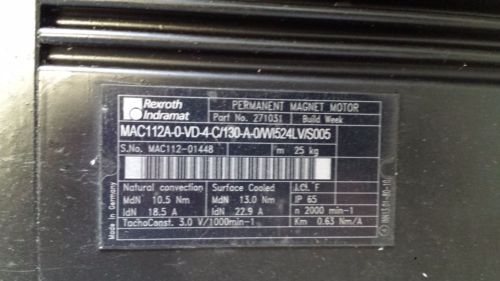 Rexroth
Indramat
PERMANENT MAGNET MOTOR
Part No. 271031 Build Week
MAC112A-0-VD-4-C/130-A-0/WI524LV/S005
S.No. MAC112-01448 m 25 kg
Natural convection Surface Cooled I.Cl. F
MdN 10.5 Nm MdN 13.0 Nm IP 65
IdN 18.5 A IdN 22.9 A n 2000 min-1
TachoConst. 3.0 V/1000min-1 Km 0.63 Nm/A
Made in Germany